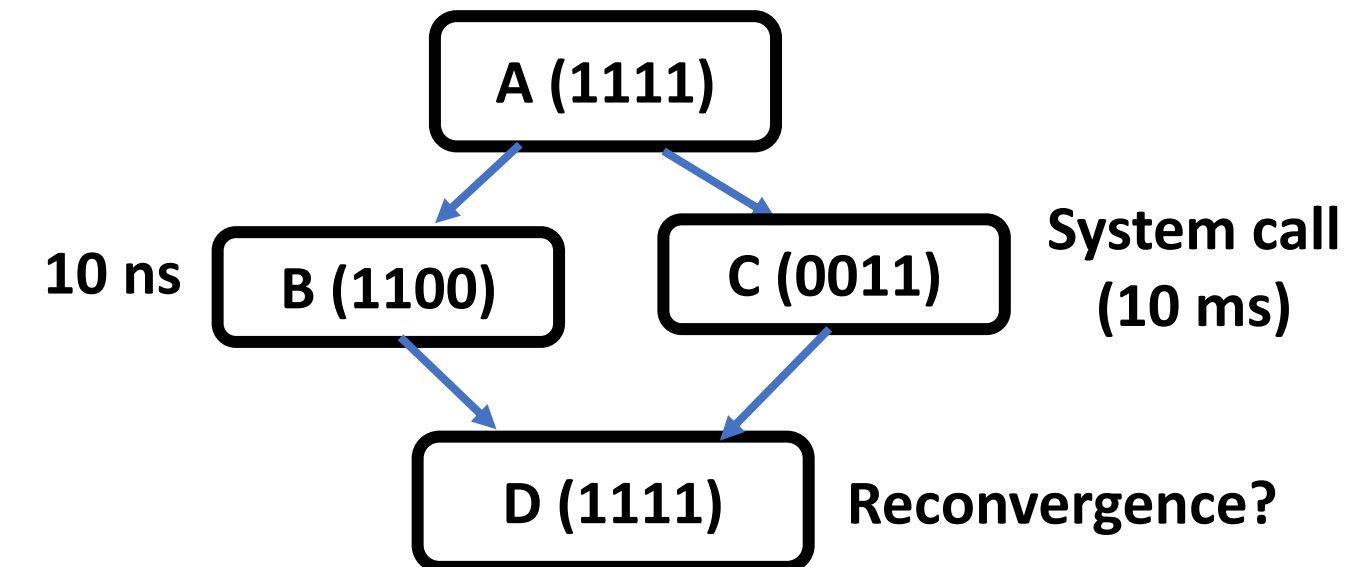 A (1111)
10 ns
B (1100)
C (0011)
System call
(10 ms)
D (1111)
Reconvergence?